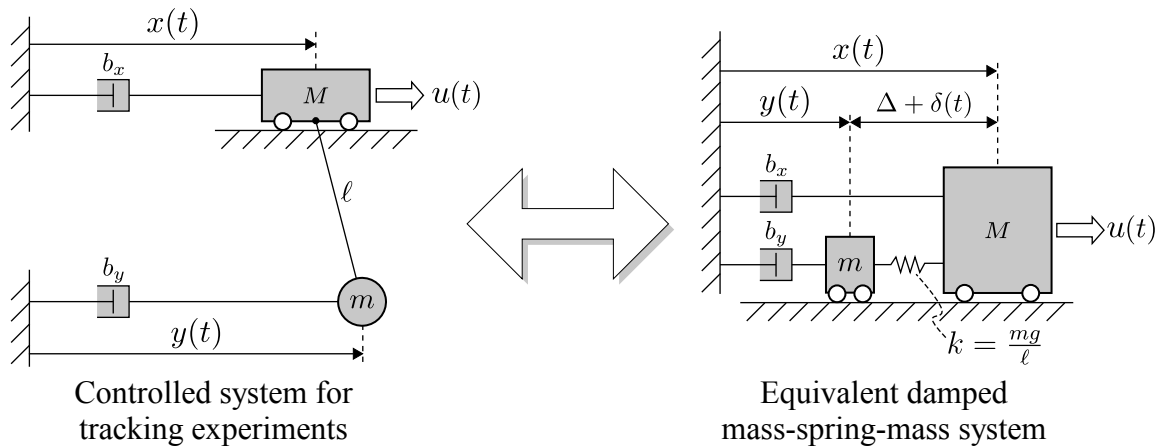 x(t)
b_x
M
u(t)
ℓ
b_y
m
y(t)
Controlled system for
tracking experiments
x(t)
y(t)
Δ + δ(t)
b_x
M
u(t)
b_y
m
k = mg/ℓ
Equivalent damped
mass-spring-mass system